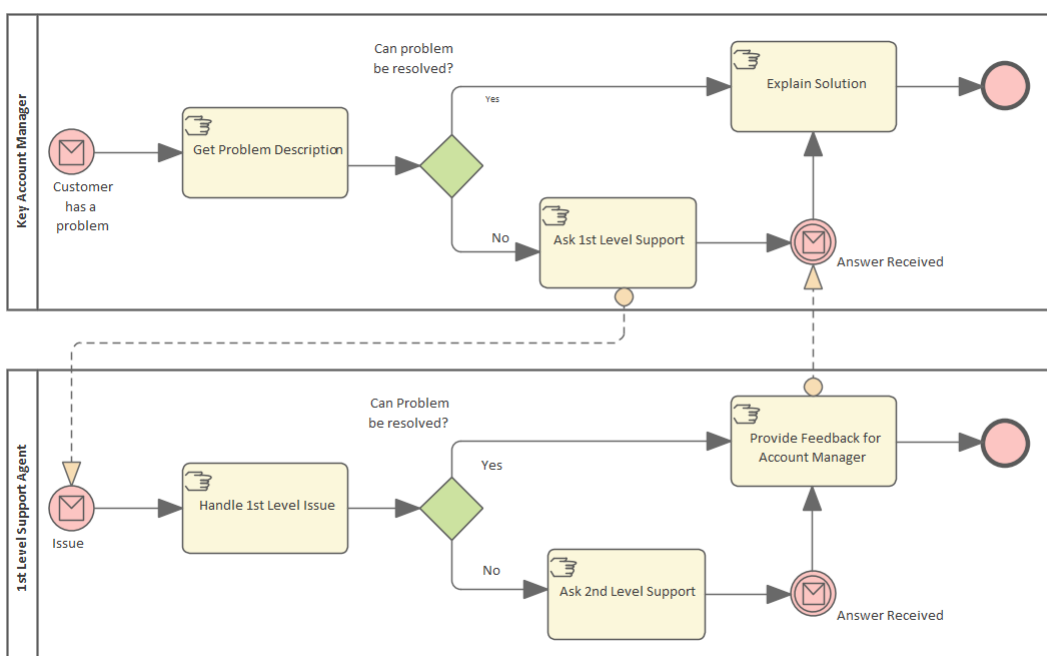 Key Account Manager
Can problem
be resolved?
Yes
Explain Solution
Get Problem Description
Customer
has a
problem
No
Ask 1st Level Support
Answer Received
1st Level Support Agent
Can Problem
be resolved?
Yes
Provide Feedback for
Account Manager
Handle 1st Level Issue
Issue
No
Ask 2nd Level Support
Answer Received